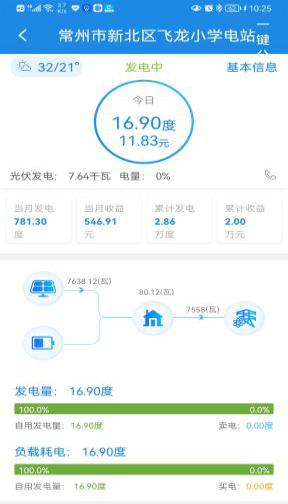 3.7 K/s 62 10:25
常州市新北区飞龙小学电站 一键
32/21° 发电中 基本信息
今日
16.90度
11.83元
光伏发电: 7.64千瓦 电量: 0%
当月发电 当月收益 累计发电 累计收益
781.30 546.91 2.86 2.00
度 元 万度 万元
7638.12(瓦)
80.12(瓦)
7558(瓦)
发电量: 16.90度
100.0% 0.0%
自用发电量: 16.90度 卖电: 0.00度
负载耗电: 16.90度
100.0% 0.0%
自用发电量: 16.90度 买电: 0.00度